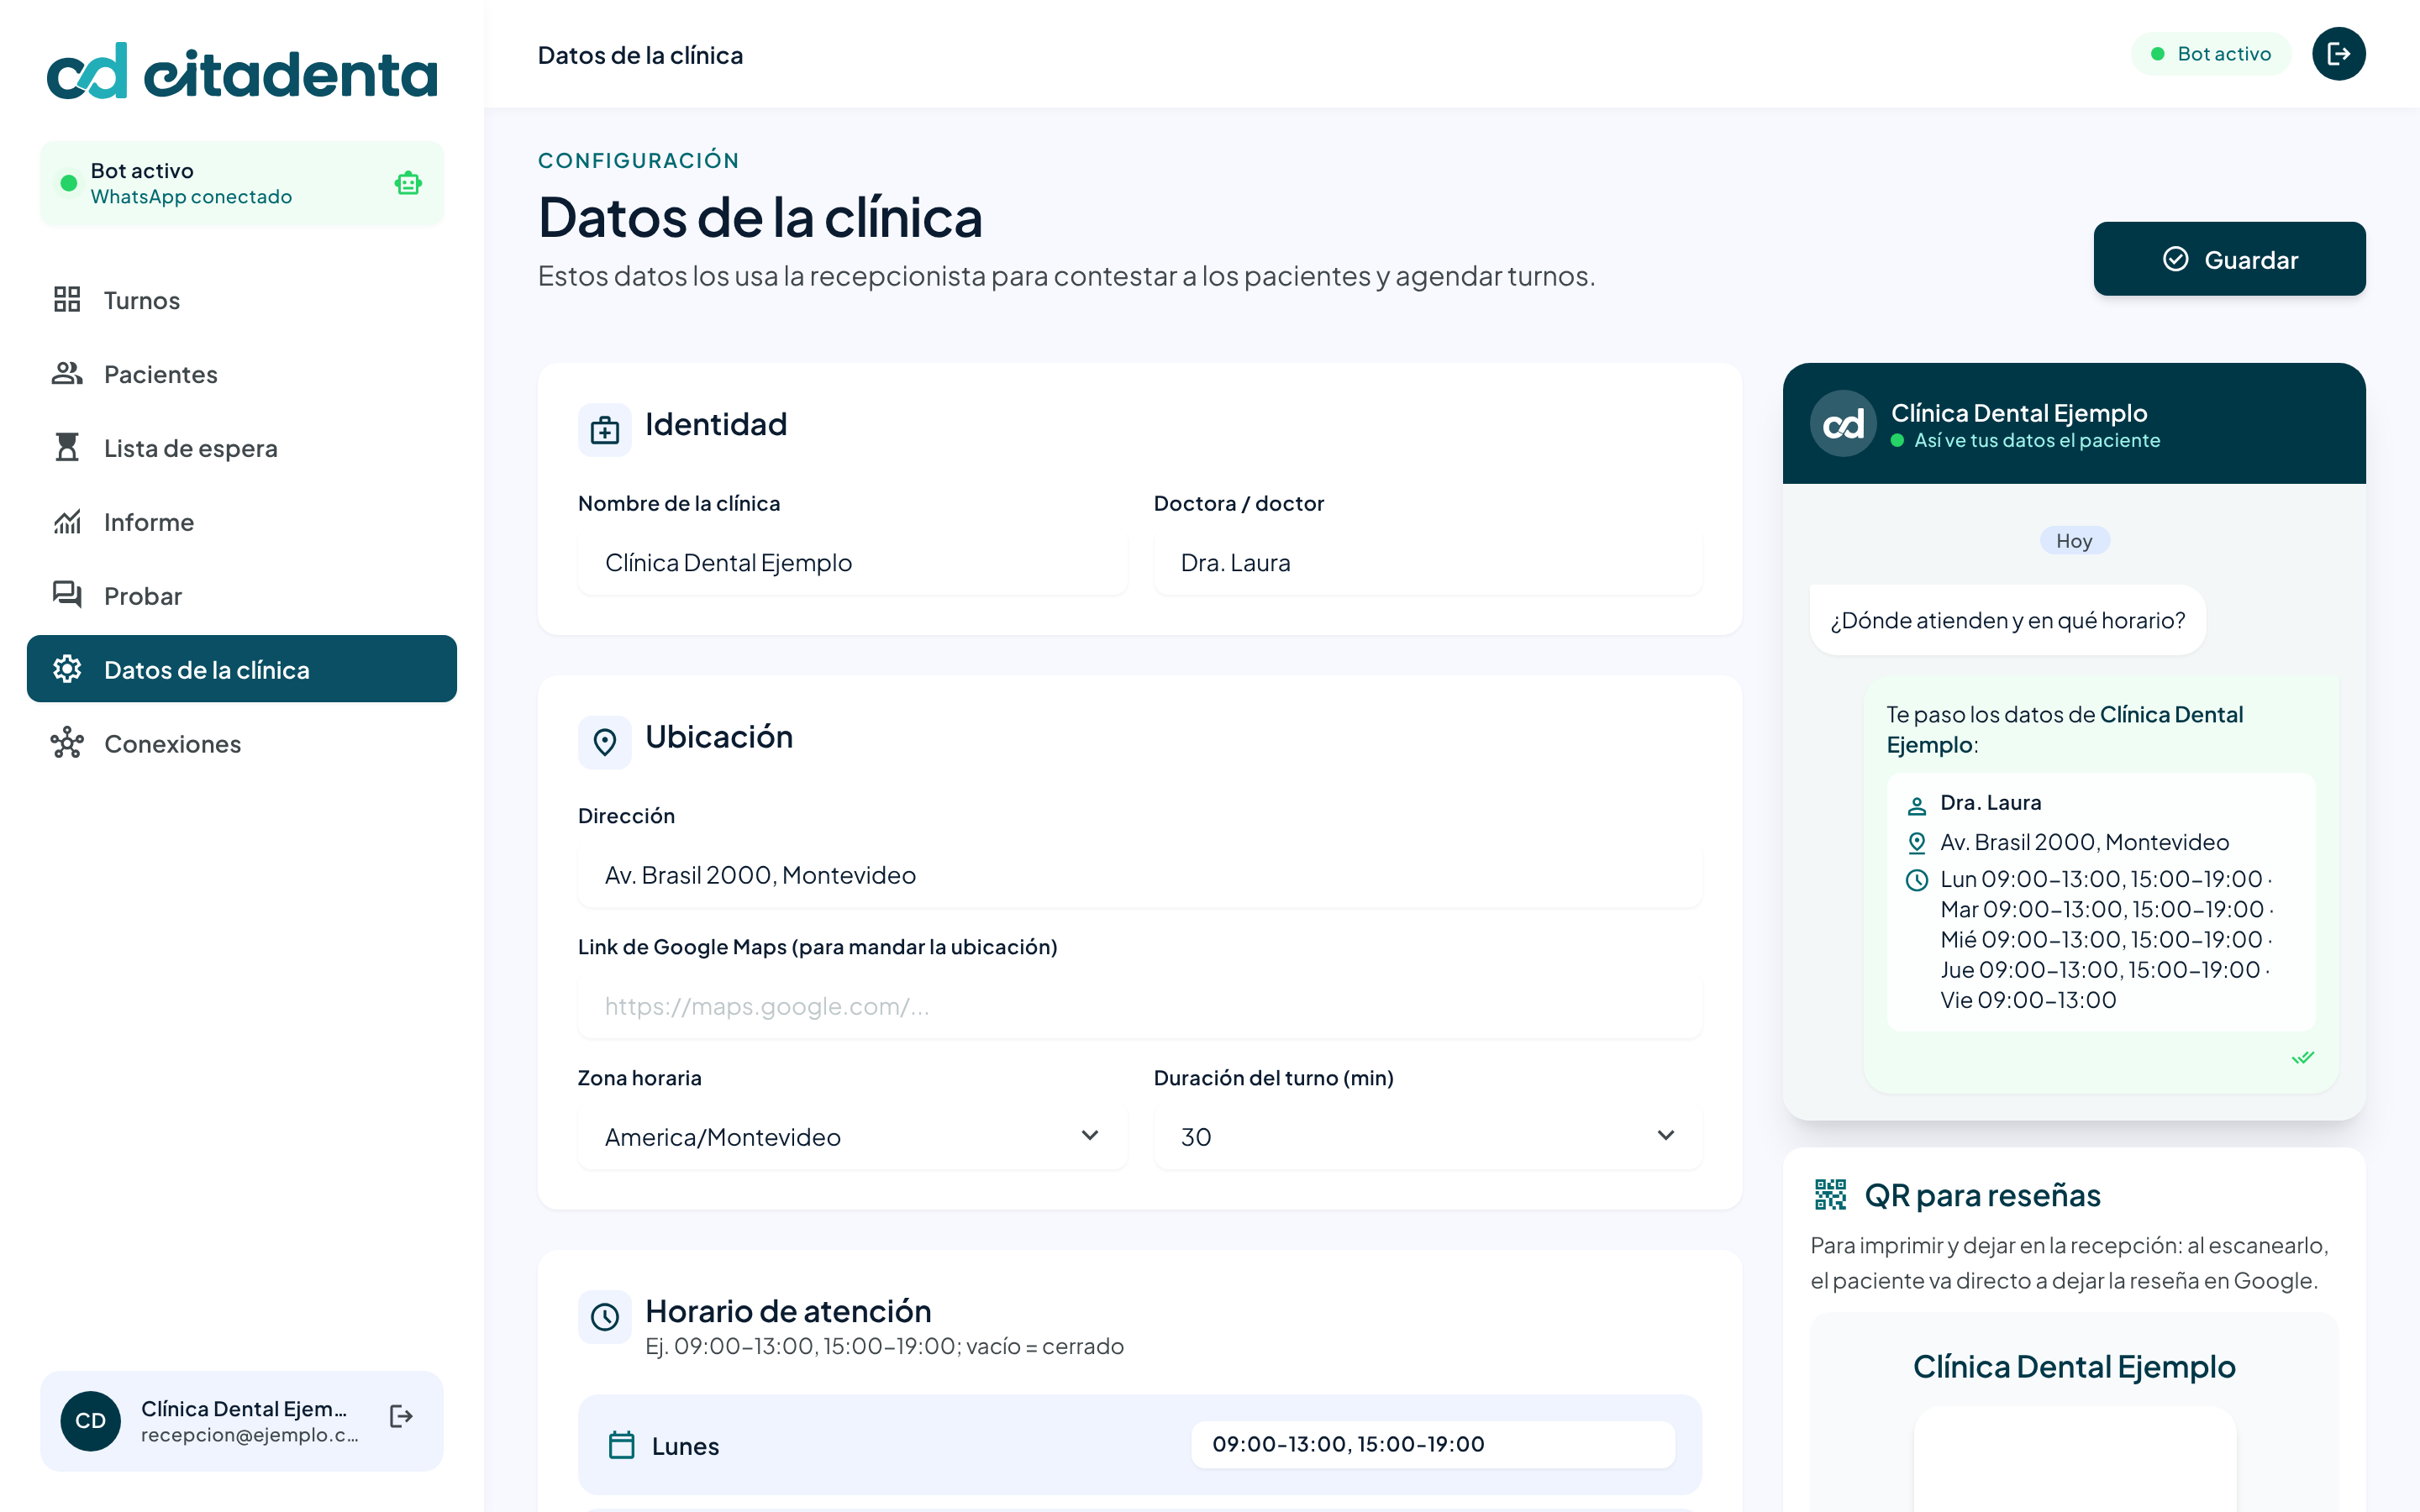 cd citadenta
Bot activo
WhatsApp conectado
Turnos
Pacientes
Lista de espera
Informe
Probar
Datos de la clínica
Conexiones
CD
Clínica Dental Ejem...
recepcion@ejemplo.c...
Datos de la clínica
Bot activo
CONFIGURACIÓN
Datos de la clínica
Estos datos los usa la recepcionista para contestar a los pacientes y agendar turnos.
Guardar
Identidad
Nombre de la clínica
Clínica Dental Ejemplo
Doctora / doctor
Dra. Laura
Ubicación
Dirección
Av. Brasil 2000, Montevideo
Link de Google Maps (para mandar la ubicación)
https://maps.google.com/...
Zona horaria
America/Montevideo
Duración del turno (min)
30
Horario de atención
Ej. 09:00–13:00, 15:00–19:00; vacío = cerrado
Lunes
09:00-13:00, 15:00-19:00
cd
Clínica Dental Ejemplo
Así ve tus datos el paciente
Hoy
¿Dónde atienden y en qué horario?
Te paso los datos de Clínica Dental
Ejemplo:
Dra. Laura
Av. Brasil 2000, Montevideo
Lun 09:00–13:00, 15:00–19:00 ·
Mar 09:00–13:00, 15:00–19:00 ·
Mié 09:00–13:00, 15:00–19:00 ·
Jue 09:00–13:00, 15:00–19:00 ·
Vie 09:00–13:00
QR para reseñas
Para imprimir y dejar en la recepción: al escanearlo,
el paciente va directo a dejar la reseña en Google.
Clínica Dental Ejemplo